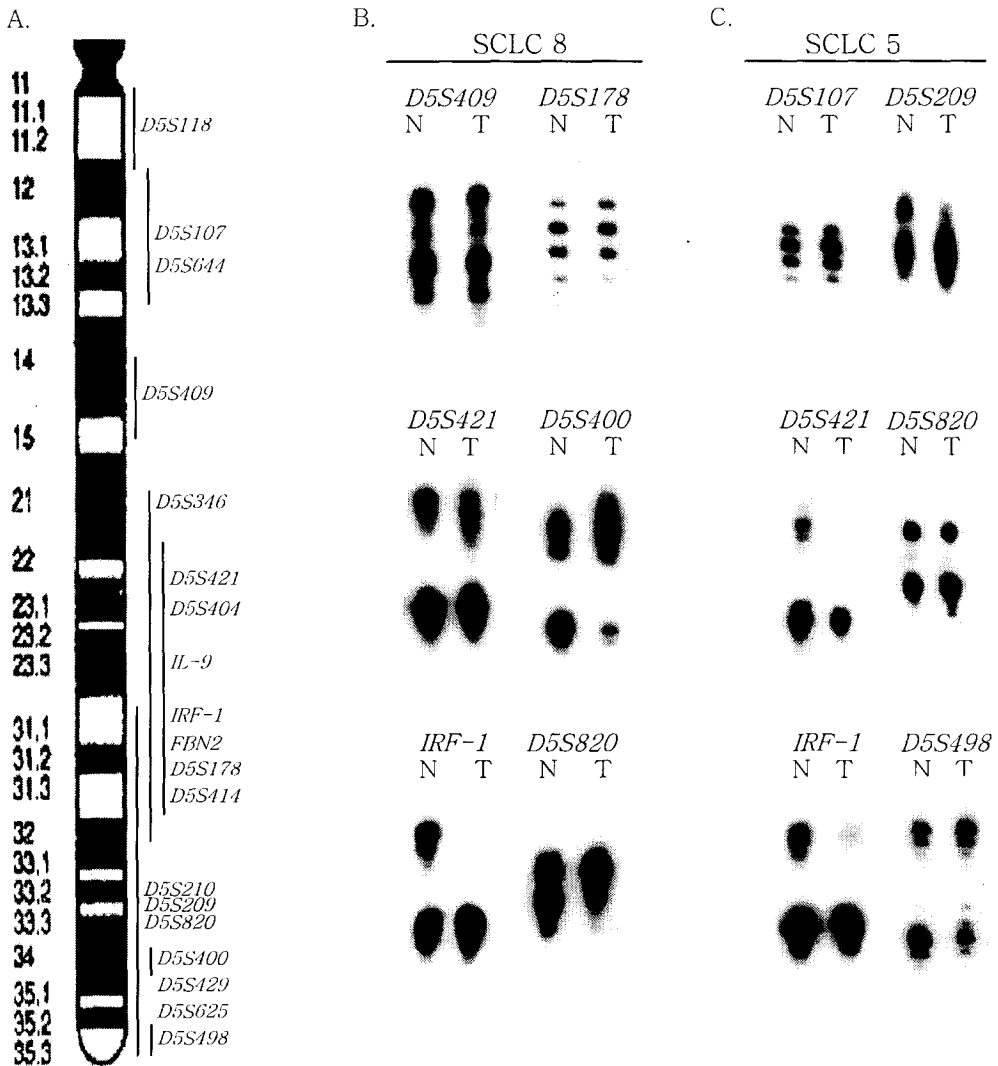 A.
11
11.1
11.2
12
13.1
13.2
13.3
14
15
21
22
23.1
23.2
23.3
31.1
31.2
31.3
32
33.1
33.2
33.3
34
35.1
35.2
35.3
D5S118
D5S107
D5S644
D5S409
D5S346
D5S421
D5S404
IL-9
IRF-1
FBN2
D5S178
D5S414
D5S210
D5S209
D5S820
D5S400
D5S429
D5S625
D5S498
B.
SCLC 8
D5S409 D5S178
N T N T
D5S421 D5S400
N T N T
IRF-1 D5S820
N T N T
C.
SCLC 5
D5S107 D5S209
N T N T
D5S421 D5S820
N T N T
IRF-1 D5S498
N T N T